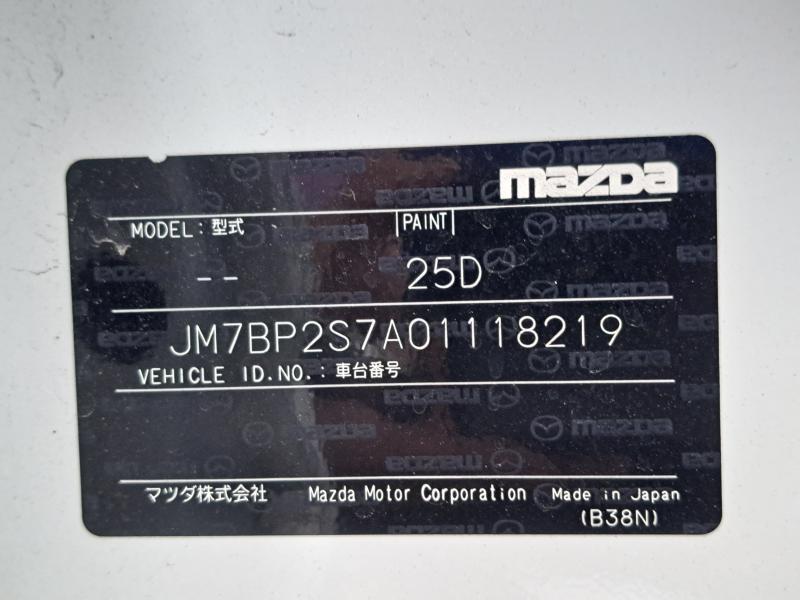 mazda
MODEL:型式 PAINT
-- 25D
JM7BP2S7A01118219
VEHICLE ID.NO.:車台番号
マツダ株式会社 Mazda Motor Corporation Made in Japan
(B38N)